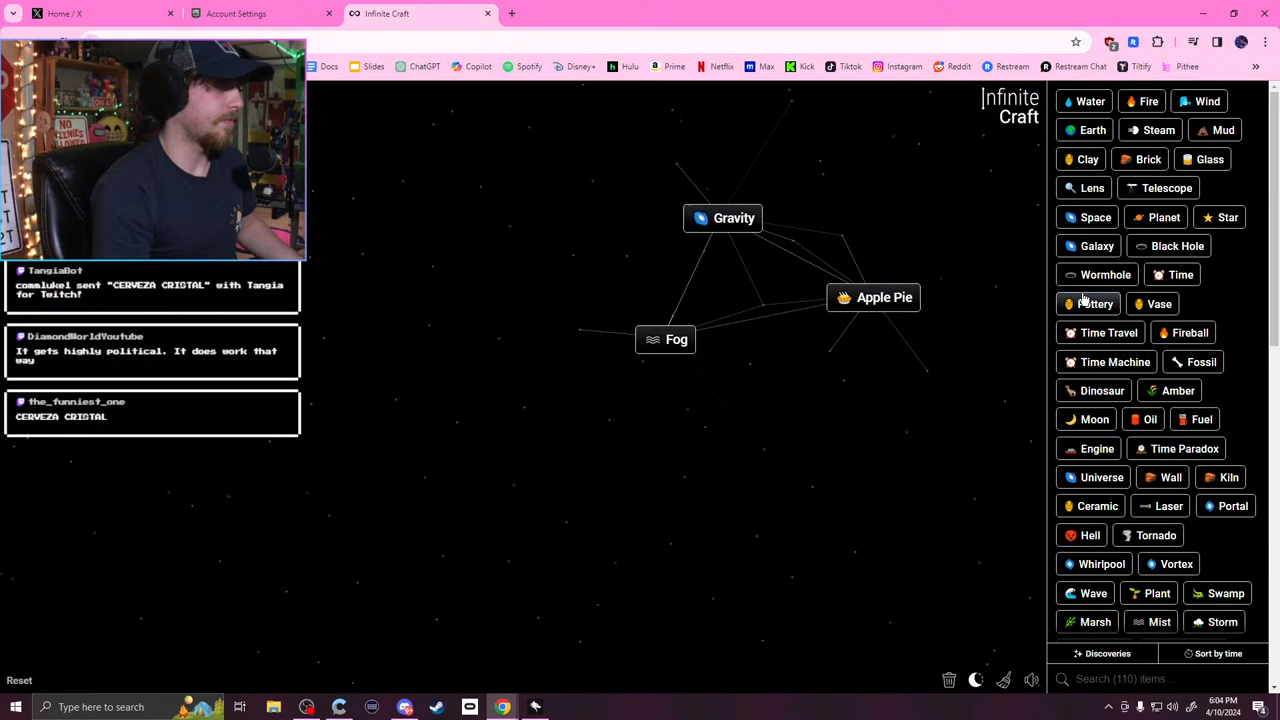 Home / X
Account Settings
Infinite Craft
Docs
Slides
ChatGPT
Copilot
Spotify
Disney+
Hulu
Prime
Netflix
Max
Kick
Tiktok
Instagram
Reddit
Restream
Restream Chat
Tiltify
Pithee
Infinite
Craft
Water
Fire
Wind
Earth
Steam
Mud
Clay
Brick
Glass
Lens
Telescope
Space
Planet
Star
Galaxy
Black Hole
Wormhole
Time
Pottery
Vase
Time Travel
Fireball
Time Machine
Fossil
Dinosaur
Amber
Moon
Oil
Fuel
Engine
Time Paradox
Universe
Wall
Kiln
Ceramic
Laser
Portal
Hell
Tornado
Whirlpool
Vortex
Wave
Plant
Swamp
Marsh
Mist
Storm
Discoveries
Sort by time
Search (110) items...
Gravity
Apple Pie
Fog
TangiaBot
commluke1 sent "CERVEZA CRISTAL" with Tangia
for Twitch!
DiamondWorldYoutube
It gets highly political. It does work that
way
the_funniest_one
CERVEZA CRISTAL
NO
WEENIES
ALLOWED
Reset
Type here to search
6:04 PM
4/10/2024